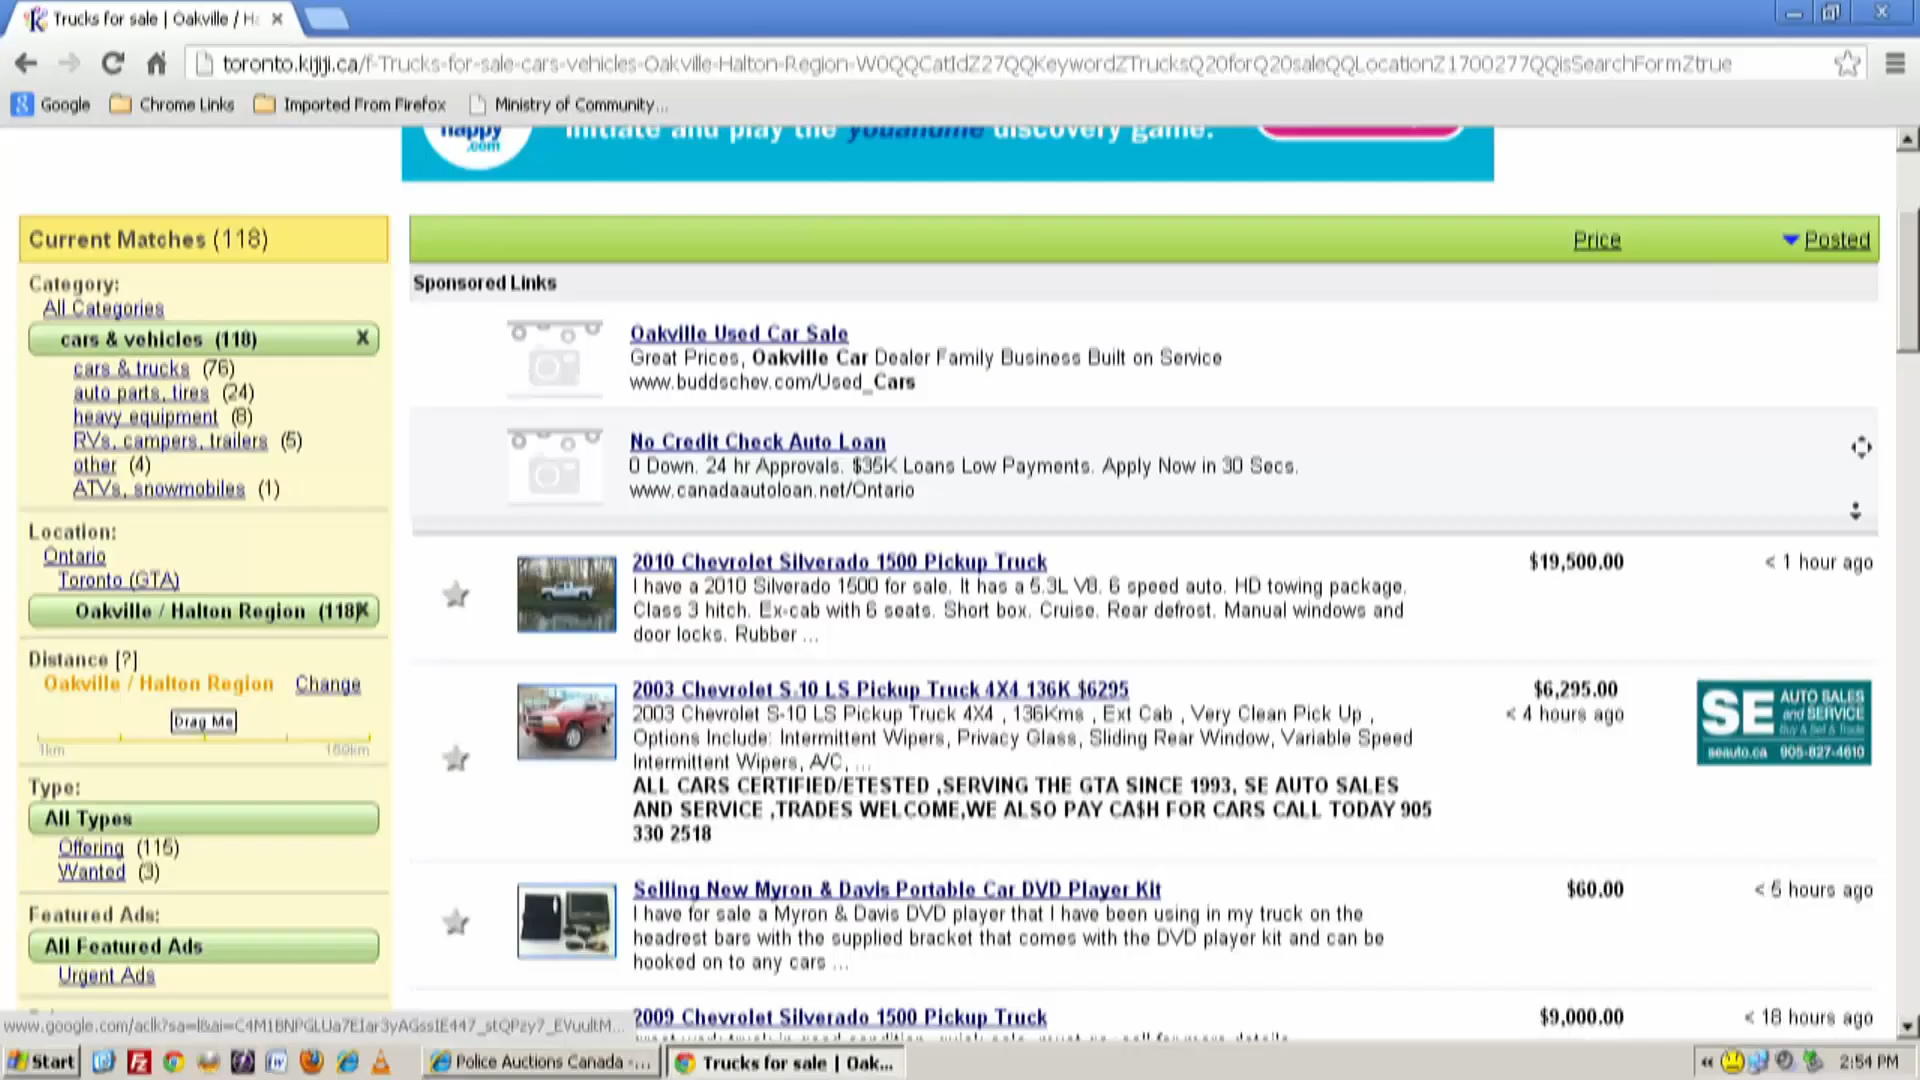 Trucks for sale | Oakville / Ha
toronto.kijiji.ca/f-Trucks-for-sale-cars-vehicles-Oakville-Halton-Region-W0QQCatIdZ27QQKeywordZTrucksQ20forQ20saleQQLocationZ1700277QQisSearchFormZtrue
Google Chrome Links Imported From Firefox Ministry of Community...
happy
.com
initiate and play the youandme discovery game.
Current Matches (118)
Category:
All Categories
cars & vehicles (118) X
cars & trucks (76)
auto parts, tires (24)
heavy equipment (8)
RVs, campers, trailers (5)
other (4)
ATVs, snowmobiles (1)
Location:
Ontario
Toronto (GTA)
Oakville / Halton Region (118) X
Distance [?]
Oakville / Halton Region Change
Drag Me
1km
Type:
All Types
Offering (115)
Wanted (3)
Featured Ads:
All Featured Ads
Urgent Ads
Price Posted
Sponsored Links
Oakville Used Car Sale
Great Prices, Oakville Car Dealer Family Business Built on Service
www.buddschev.com/Used_Cars
No Credit Check Auto Loan
0 Down. 24 hr Approvals. $35K Loans Low Payments. Apply Now in 30 Secs.
www.canadaautoloan.net/Ontario
2010 Chevrolet Silverado 1500 Pickup Truck $19,500.00 < 1 hour ago
I have a 2010 Silverado 1500 for sale. It has a 5.3L V8. 6 speed auto. HD towing package.
Class 3 hitch. Ex-cab with 6 seats. Short box. Cruise. Rear defrost. Manual windows and
door locks. Rubber ...
2003 Chevrolet S-10 LS Pickup Truck 4X4 136K $6295 $6,295.00
2003 Chevrolet S-10 LS Pickup Truck 4X4 , 136Kms , Ext Cab , Very Clean Pick Up , < 4 hours ago
Options Include: Intermittent Wipers, Privacy Glass, Sliding Rear Window, Variable Speed
Intermittent Wipers, A/C, ...
ALL CARS CERTIFIED/ETESTED ,SERVING THE GTA SINCE 1993, SE AUTO SALES
AND SERVICE ,TRADES WELCOME,WE ALSO PAY CA$H FOR CARS CALL TODAY 905
330 2518
SE AUTO SALES
and SERVICE
Buy & Sell & Trade
seauto.ca 905-827-4610
Selling New Myron & Davis Portable Car DVD Player Kit $60.00 < 5 hours ago
I have for sale a Myron & Davis DVD player that I have been using in my truck on the
headrest bars with the supplied bracket that comes with the DVD player kit and can be
hooked on to any cars ...
2009 Chevrolet Silverado 1500 Pickup Truck $9,000.00 < 18 hours ago
Start Police Auctions Canada -... Trucks for sale | Oak... 2:54 PM